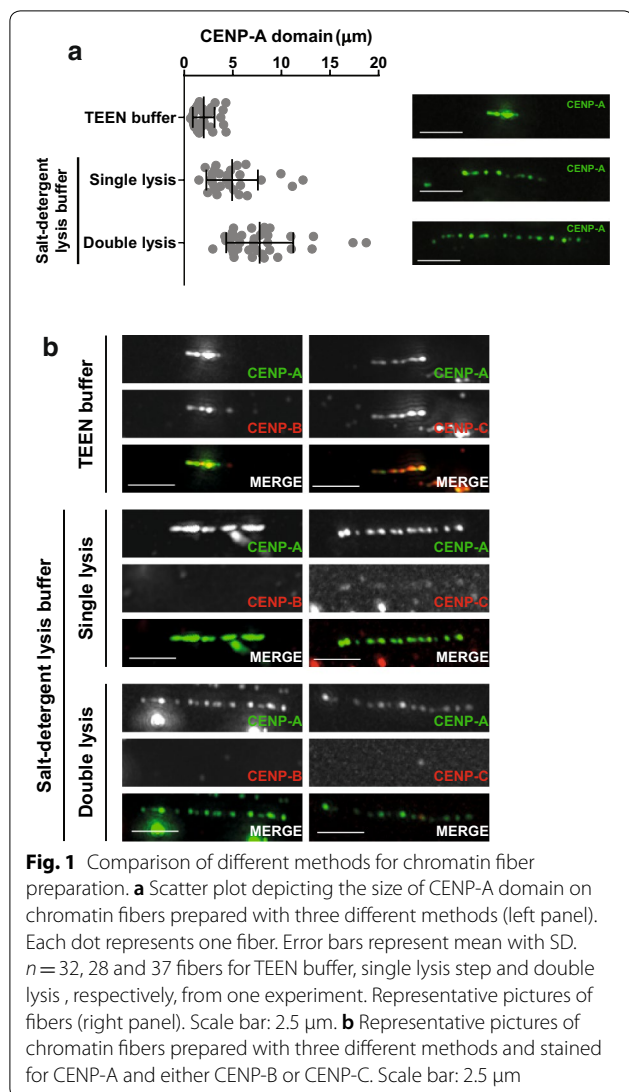 a
CENP-A domain (µm)
0 5 10 15 20
TEEN buffer
Single lysis
Double lysis
Salt-detergent
lysis buffer
CENP-A
CENP-A
CENP-A
b
TEEN buffer
CENP-A
CENP-A
CENP-B
CENP-C
MERGE
MERGE
Salt-detergent lysis buffer
Single lysis
CENP-A
CENP-A
CENP-B
CENP-C
MERGE
MERGE
Double lysis
CENP-A
CENP-A
CENP-B
CENP-C
MERGE
MERGE
Fig. 1 Comparison of different methods for chromatin fiber
preparation. a Scatter plot depicting the size of CENP-A domain on
chromatin fibers prepared with three different methods (left panel).
Each dot represents one fiber. Error bars represent mean with SD.
n = 32, 28 and 37 fibers for TEEN buffer, single lysis step and double
lysis , respectively, from one experiment. Representative pictures of
fibers (right panel). Scale bar: 2.5 µm. b Representative pictures of
chromatin fibers prepared with three different methods and stained
for CENP-A and either CENP-B or CENP-C. Scale bar: 2.5 µm